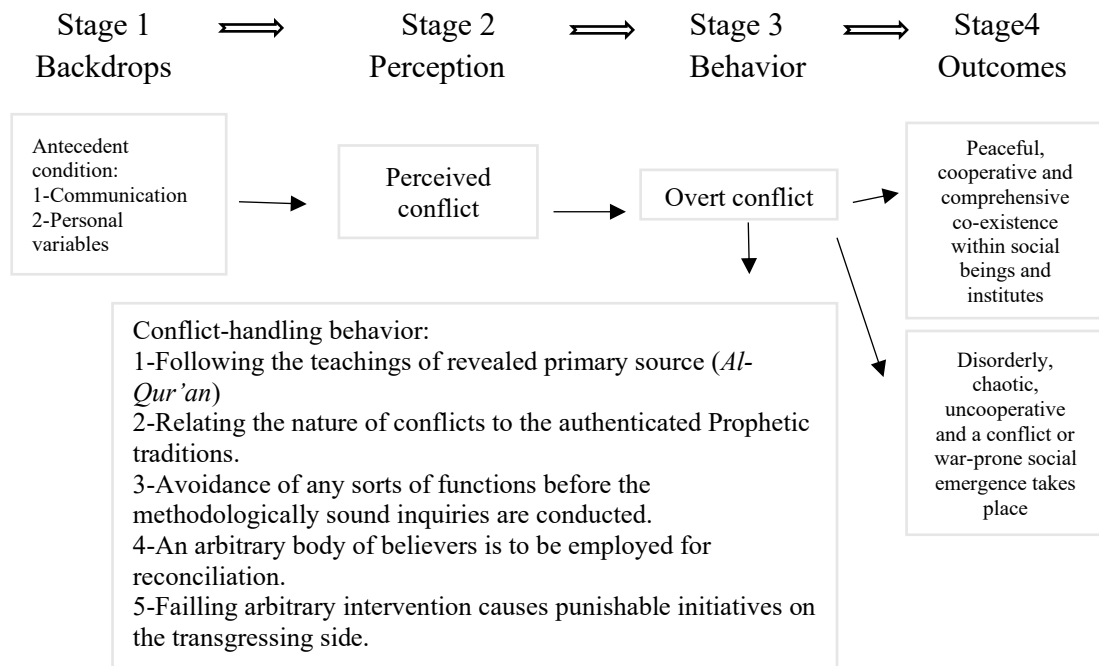 Stage 1
Backdrops
Stage 2
Perception
Stage 3
Behavior
Stage4
Outcomes
Antecedent
condition:
1-Communication
2-Personal
variables
Perceived
conflict
Overt conflict
Peaceful,
cooperative and
comprehensive
co-existence
within social
beings and
institutes
Conflict-handling behavior:
1-Following the teachings of revealed primary source (Al-
Qur’an)
2-Relating the nature of conflicts to the authenticated Prophetic
traditions.
3-Avoidance of any sorts of functions before the
methodologically sound inquiries are conducted.
4-An arbitrary body of believers is to be employed for
reconciliation.
5-Failling arbitrary intervention causes punishable initiatives on
the transgressing side.
Disorderly,
chaotic,
uncooperative
and a conflict or
war-prone social
emergence takes
place